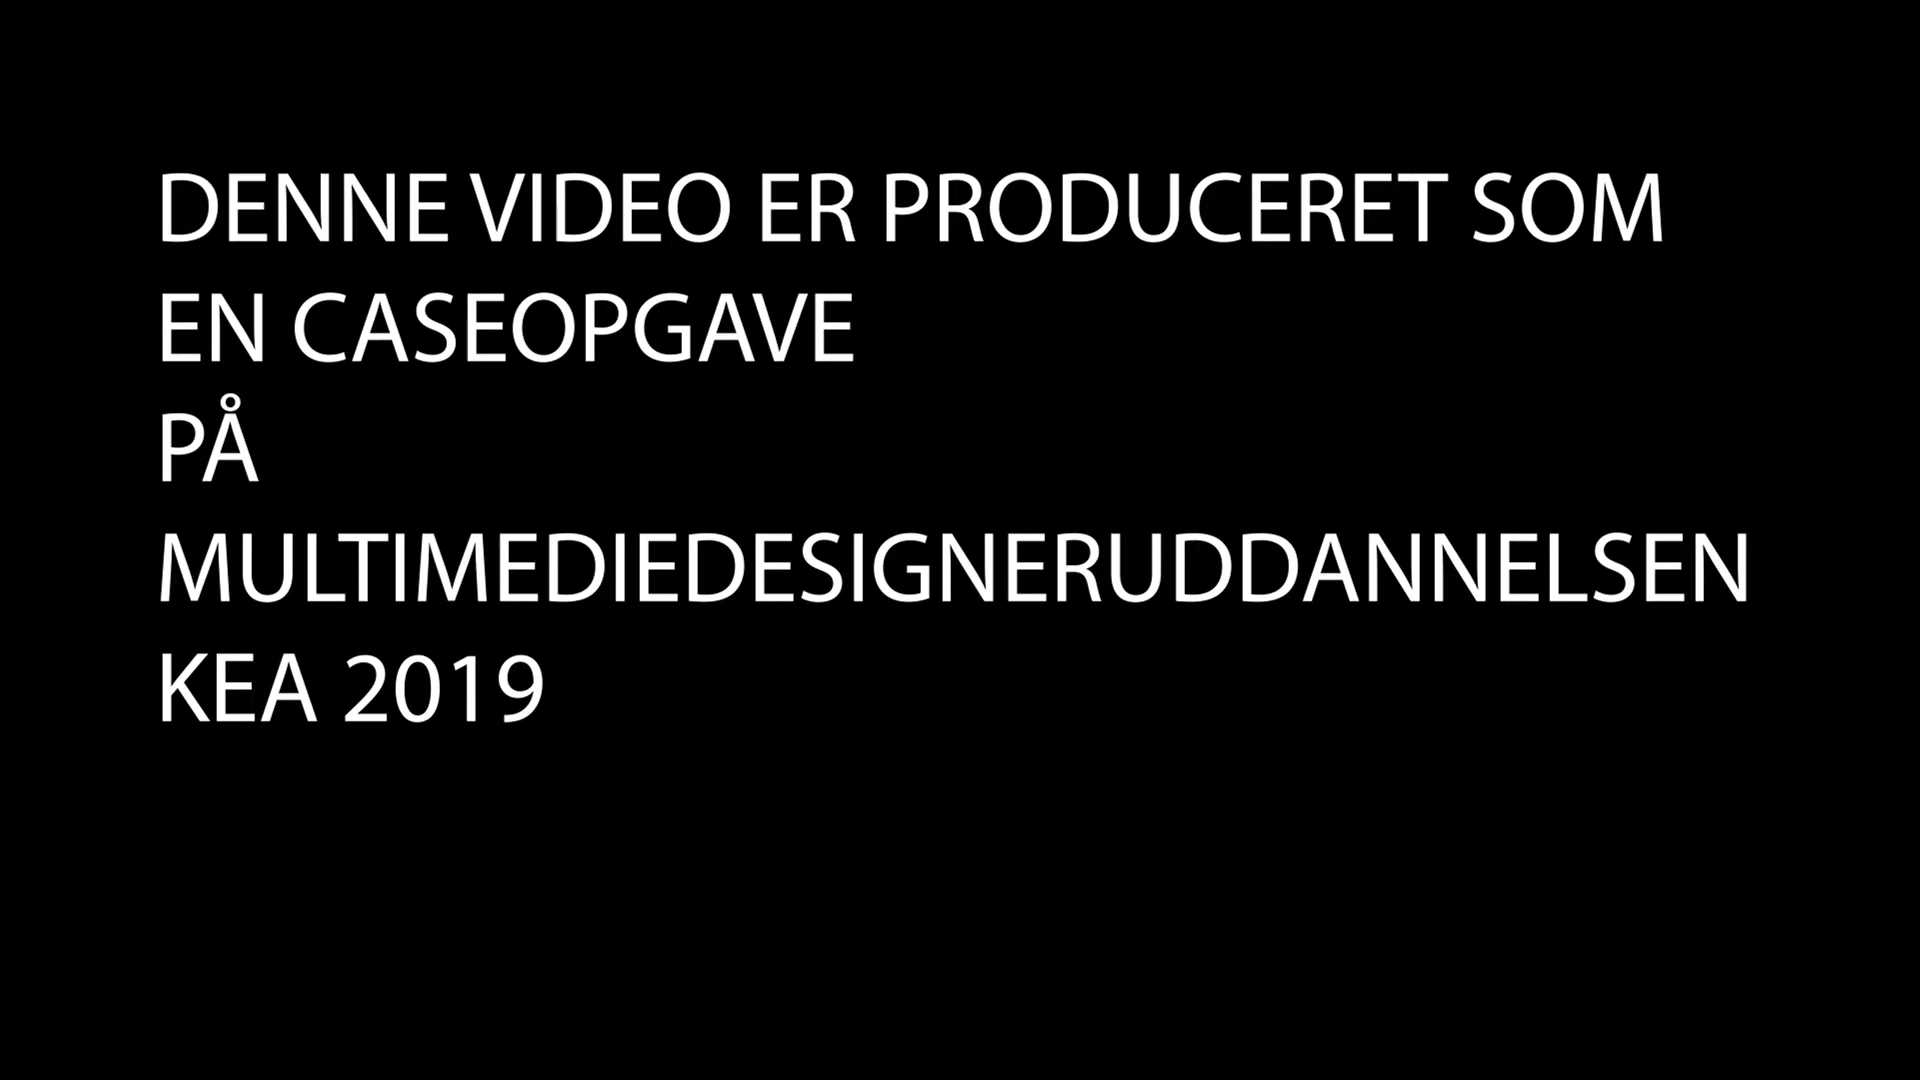 DENNE VIDEO ER PRODUCERET SOM
EN CASEOPGAVE
PÅ
MULTIMEDIEDESIGNERUDDANNELSEN
KEA 2019